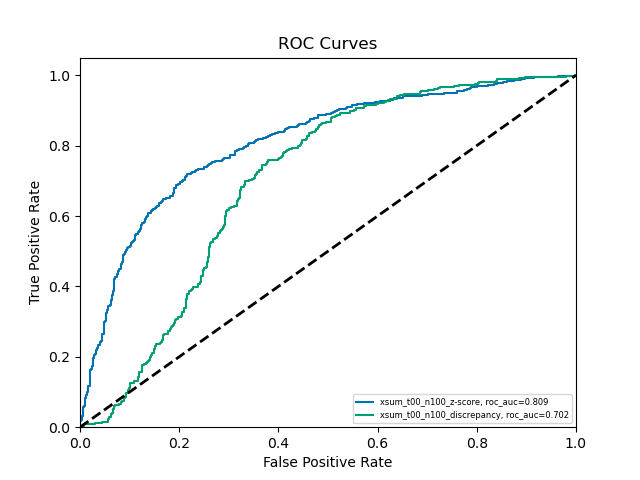 ROC Curves
True Positive Rate
1.0
0.8
0.6
0.4
0.2
0.0
xsum_t00_n100_z-score, roc_auc=0.809
xsum_t00_n100_discrepancy, roc_auc=0.702
0.0 0.2 0.4 0.6 0.8 1.0
False Positive Rate